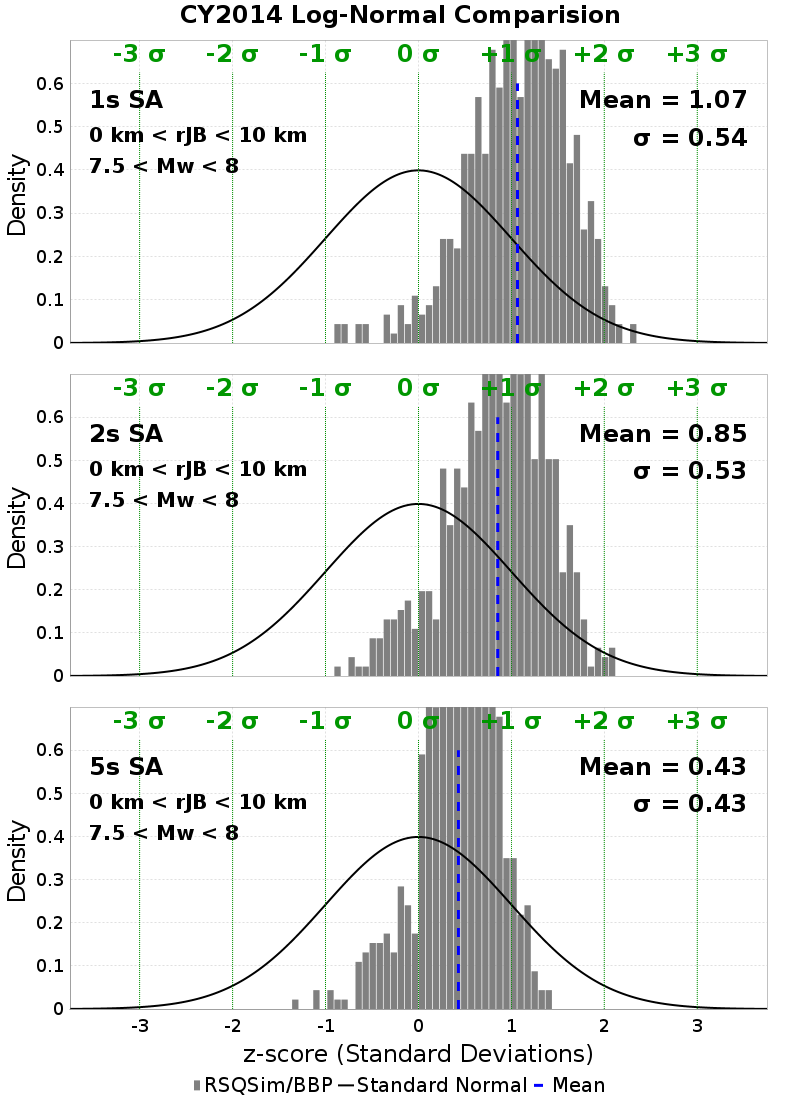 CY2014 Log-Normal Comparision
-3 σ -2 σ -1 σ 0 σ +1 σ +2 σ +3 σ
0.6
1s SA Mean = 1.07
0.5
0 km < rJB < 10 km σ = 0.54
0.4
7.5 < Mw < 8
0.3
0.2
0.1
0
Density
-3 σ -2 σ -1 σ 0 σ +1 σ +2 σ +3 σ
0.6
2s SA Mean = 0.85
0.5
0 km < rJB < 10 km σ = 0.53
0.4
7.5 < Mw < 8
0.3
0.2
0.1
0
Density
-3 σ -2 σ -1 σ 0 σ +1 σ +2 σ +3 σ
0.6
5s SA Mean = 0.43
0.5
0 km < rJB < 10 km σ = 0.43
0.4
7.5 < Mw < 8
0.3
0.2
0.1
0
Density
-3 -2 -1 0 1 2 3
z-score (Standard Deviations)
RSQSim/BBP Standard Normal Mean